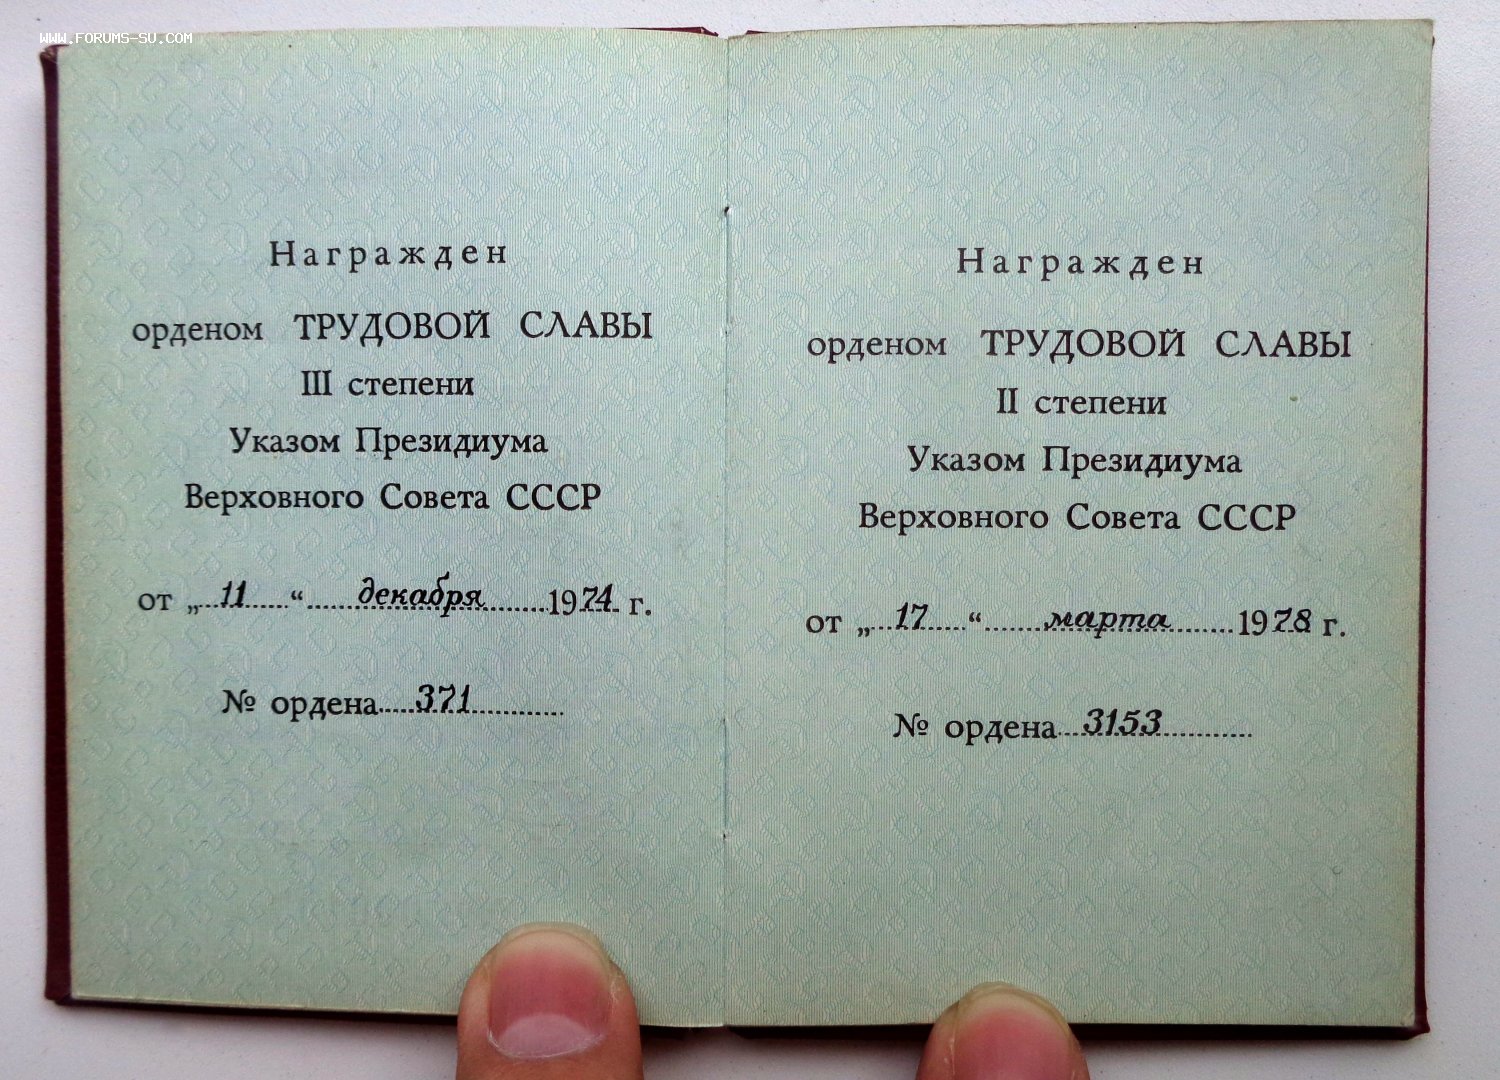 WWW.FORUMS-SU.COM
Награжден
орденом ТРУДОВОЙ СЛАВЫ
III степени
Указом Президиума
Верховного Совета СССР
от „ 11 “ декабря 1974 г.
№ ордена 371
Награжден
орденом ТРУДОВОЙ СЛАВЫ
II степени
Указом Президиума
Верховного Совета СССР
от „ 17 “ марта 1978 г.
№ ордена 3153